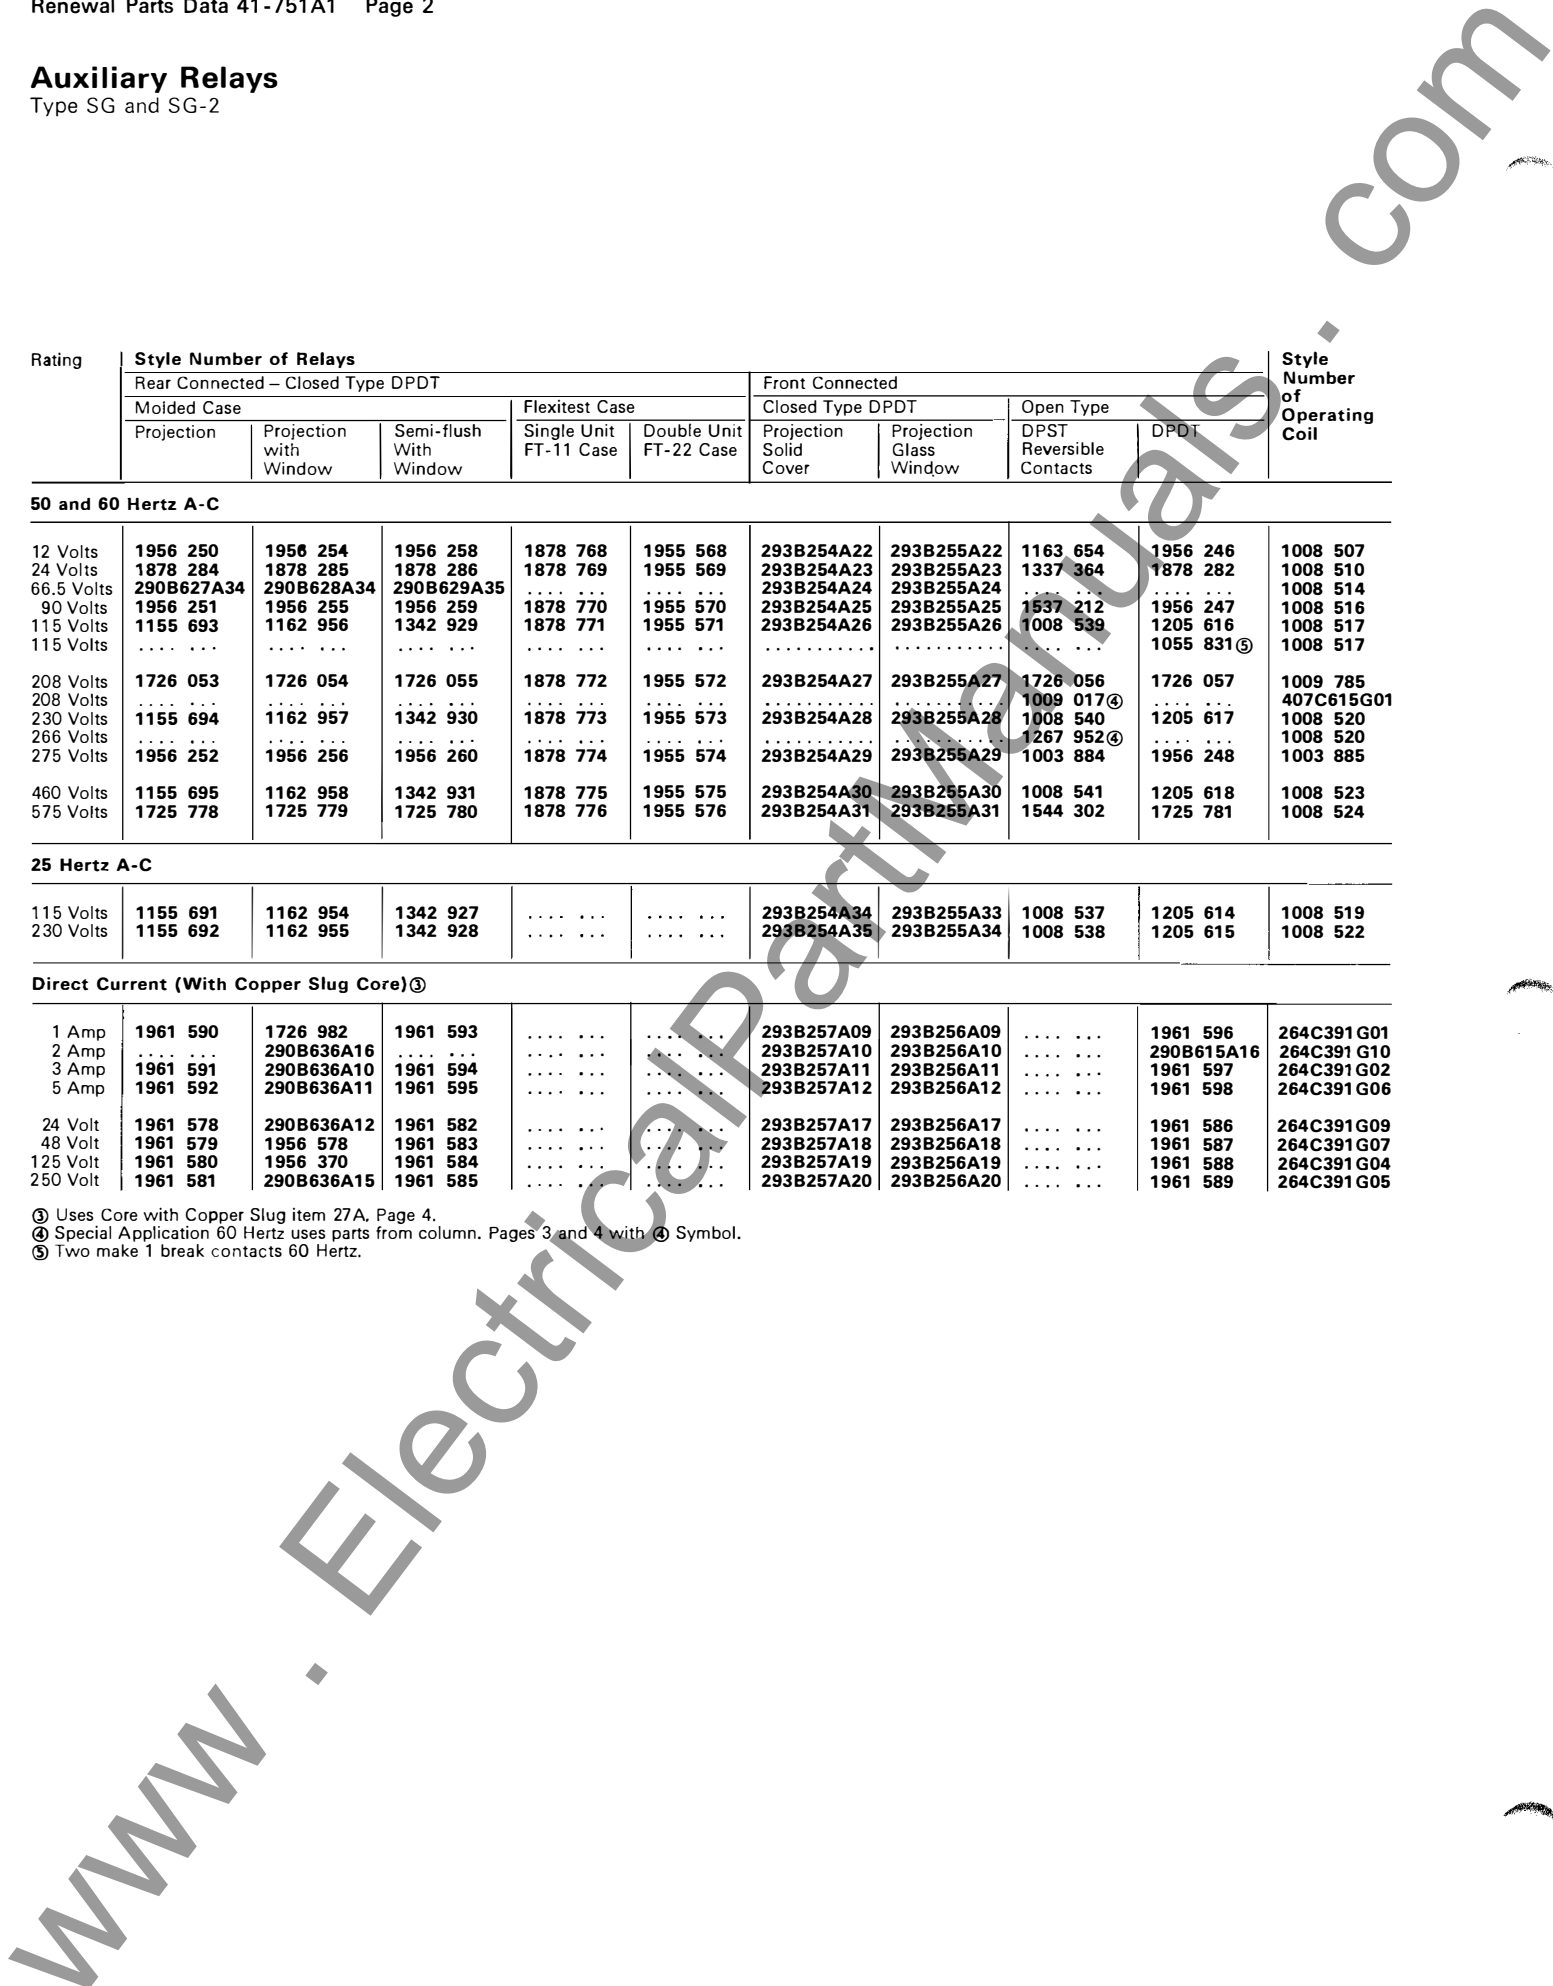 Renewal Parts Data 41-751A1 Page 2
Auxiliary Relays
Type SG and SG-2
Rating Style Number of Relays Style Number of Operating Coil
Rear Connected – Closed Type DPDT Front Connected
Molded Case Flexitest Case Closed Type DPDT Open Type
Projection Projection with Window Semi-flush With Window Single Unit FT-11 Case Double Unit FT-22 Case Projection Solid Cover Projection Glass Window DPST Reversible Contacts DPDT
50 and 60 Hertz A-C
12 Volts 1956 250 1956 254 1956 258 1878 768 1955 568 293B254A22 293B255A22 1163 654 1956 246 1008 507
24 Volts 1878 284 1878 285 1878 286 1878 769 1955 569 293B254A23 293B255A23 1337 364 1878 282 1008 510
66.5 Volts 290B627A34 290B628A34 290B629A35 .... ... .... ... 293B254A24 293B255A24 .... ... .... ... 1008 514
90 Volts 1956 251 1956 255 1956 259 1878 770 1955 570 293B254A25 293B255A25 1537 212 1956 247 1008 516
115 Volts 1155 693 1162 956 1342 929 1878 771 1955 571 293B254A26 293B255A26 1008 539 1205 616 1008 517
115 Volts .... ... .... ... .... ... .... ... .... ... ........... ........... .... ... 1055 831⑤ 1008 517
208 Volts 1726 053 1726 054 1726 055 1878 772 1955 572 293B254A27 293B255A27 1726 056 1726 057 1009 785
208 Volts .... ... .... ... .... ... .... ... .... ... ........... ........... 1009 017④ .... ... 407C615G01
230 Volts 1155 694 1162 957 1342 930 1878 773 1955 573 293B254A28 293B255A28 1008 540 1205 617 1008 520
266 Volts .... ... .... ... .... ... .... ... .... ... ........... ........... 1267 952④ .... ... 1008 520
275 Volts 1956 252 1956 256 1956 260 1878 774 1955 574 293B254A29 293B255A29 1003 884 1956 248 1003 885
460 Volts 1155 695 1162 958 1342 931 1878 775 1955 575 293B254A30 293B255A30 1008 541 1205 618 1008 523
575 Volts 1725 778 1725 779 1725 780 1878 776 1955 576 293B254A31 293B255A31 1544 302 1725 781 1008 524
25 Hertz A-C
115 Volts 1155 691 1162 954 1342 927 .... ... .... ... 293B254A34 293B255A33 1008 537 1205 614 1008 519
230 Volts 1155 692 1162 955 1342 928 .... ... .... ... 293B254A35 293B255A34 1008 538 1205 615 1008 522
Direct Current (With Copper Slug Core)③
1 Amp 1961 590 1726 982 1961 593 .... ... .... ... 293B257A09 293B256A09 .... ... 1961 596 264C391G01
2 Amp .... ... 290B636A16 .... ... .... ... .... ... 293B257A10 293B256A10 .... ... 290B615A16 264C391G10
3 Amp 1961 591 290B636A10 1961 594 .... ... .... ... 293B257A11 293B256A11 .... ... 1961 597 264C391G02
5 Amp 1961 592 290B636A11 1961 595 .... ... .... ... 293B257A12 293B256A12 .... ... 1961 598 264C391G06
24 Volt 1961 578 290B636A12 1961 582 .... ... .... ... 293B257A17 293B256A17 .... ... 1961 586 264C391G09
48 Volt 1961 579 1956 578 1961 583 .... ... .... ... 293B257A18 293B256A18 .... ... 1961 587 264C391G07
125 Volt 1961 580 1956 370 1961 584 .... ... .... ... 293B257A19 293B256A19 .... ... 1961 588 264C391G04
250 Volt 1961 581 290B636A15 1961 585 .... ... .... ... 293B257A20 293B256A20 .... ... 1961 589 264C391G05
③ Uses Core with Copper Slug item 27A, Page 4.
④ Special Application 60 Hertz uses parts from column. Pages 3 and 4 with ④ Symbol.
⑤ Two make 1 break contacts 60 Hertz.
www . ElectricalPartManuals . com